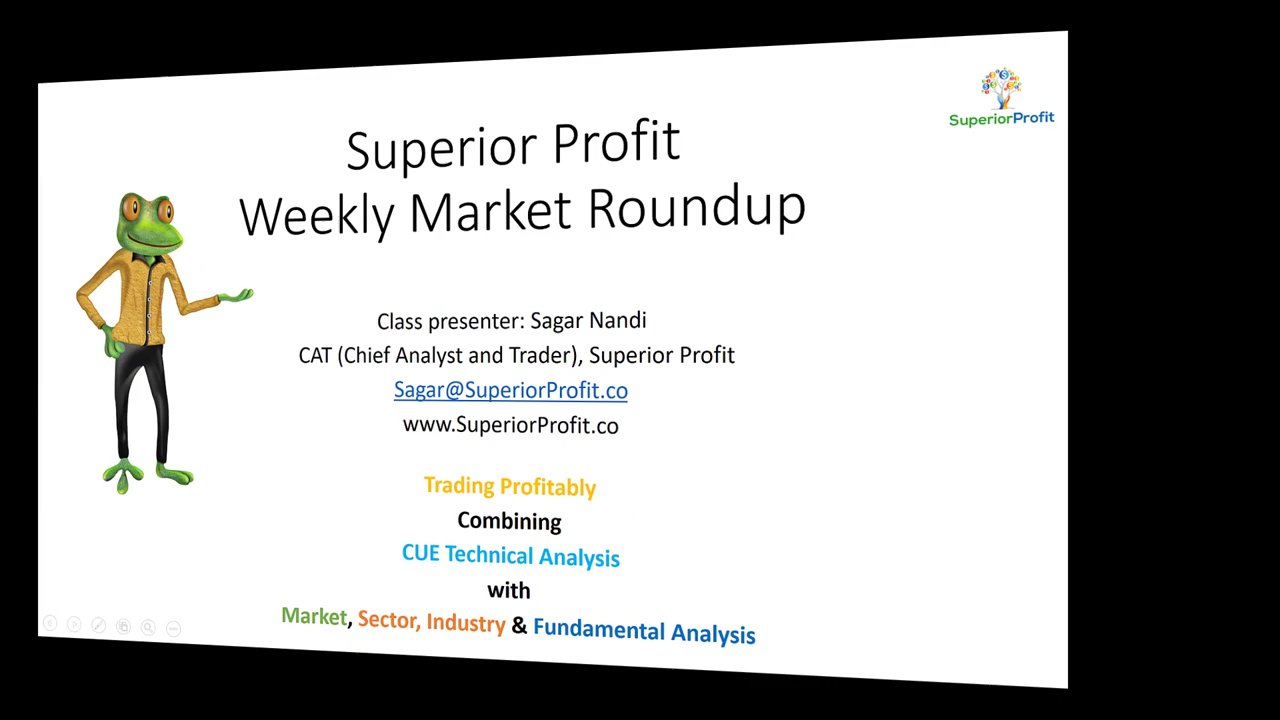 SuperiorProfit
Superior Profit
Weekly Market Roundup
Class presenter: Sagar Nandi
CAT (Chief Analyst and Trader), Superior Profit
Sagar@SuperiorProfit.co
www.SuperiorProfit.co
Trading Profitably
Combining
CUE Technical Analysis
with
Market, Sector, Industry & Fundamental Analysis